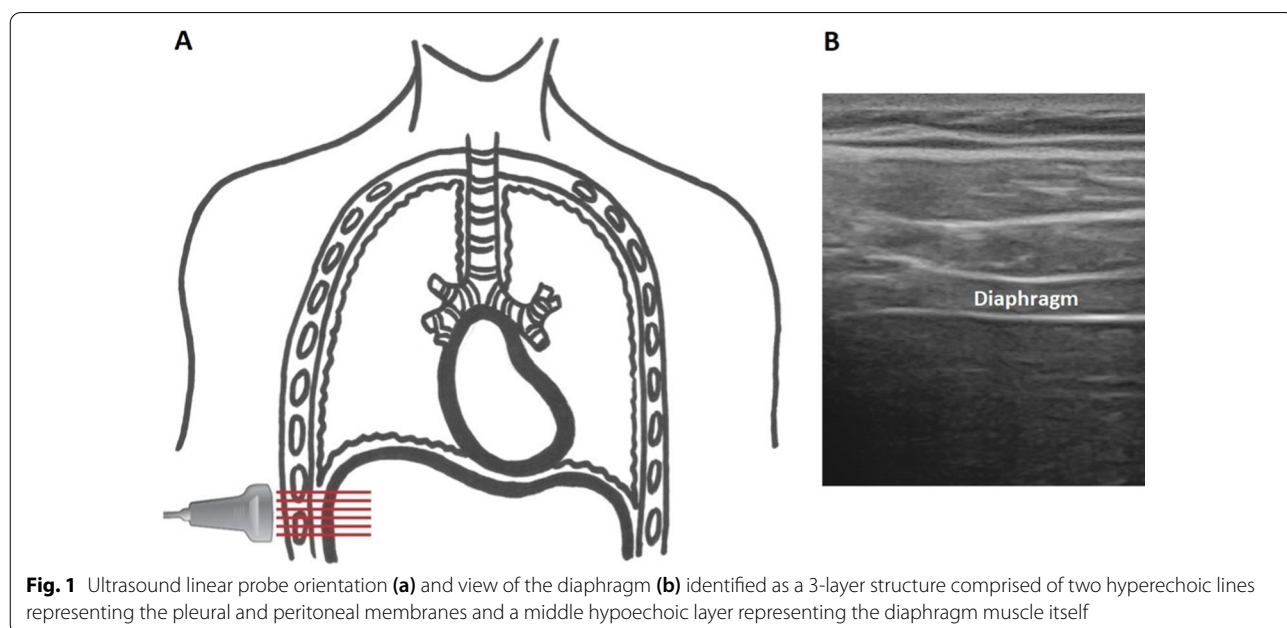 A
B
Diaphragm
Fig. 1 Ultrasound linear probe orientation (a) and view of the diaphragm (b) identified as a 3-layer structure comprised of two hyperechoic lines
representing the pleural and peritoneal membranes and a middle hypoechoic layer representing the diaphragm muscle itself